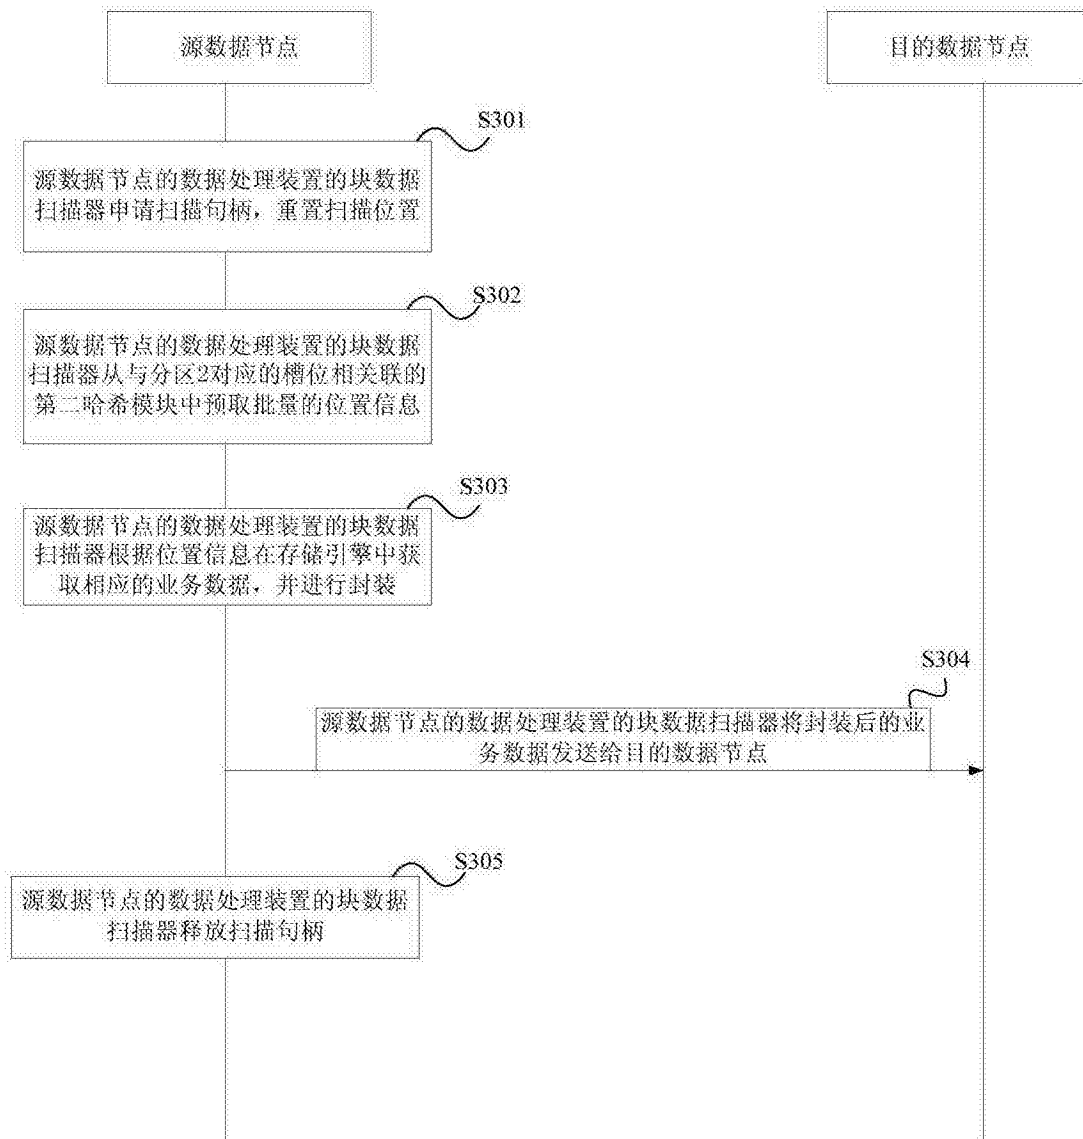 源数据节点
目的数据节点
S301
源数据节点的数据处理装置的块数据
扫描器申请扫描句柄，重置扫描位置
S302
源数据节点的数据处理装置的块数据
扫描器从与分区2对应的槽位相关联的
第二哈希模块中预取批量的位置信息
S303
源数据节点的数据处理装置的块数据
扫描器根据位置信息在存储引擎中获
取相应的业务数据，并进行封装
S304
源数据节点的数据处理装置的块数据扫描器将封装后的业
务数据发送给目的数据节点
S305
源数据节点的数据处理装置的块数据
扫描器释放扫描句柄